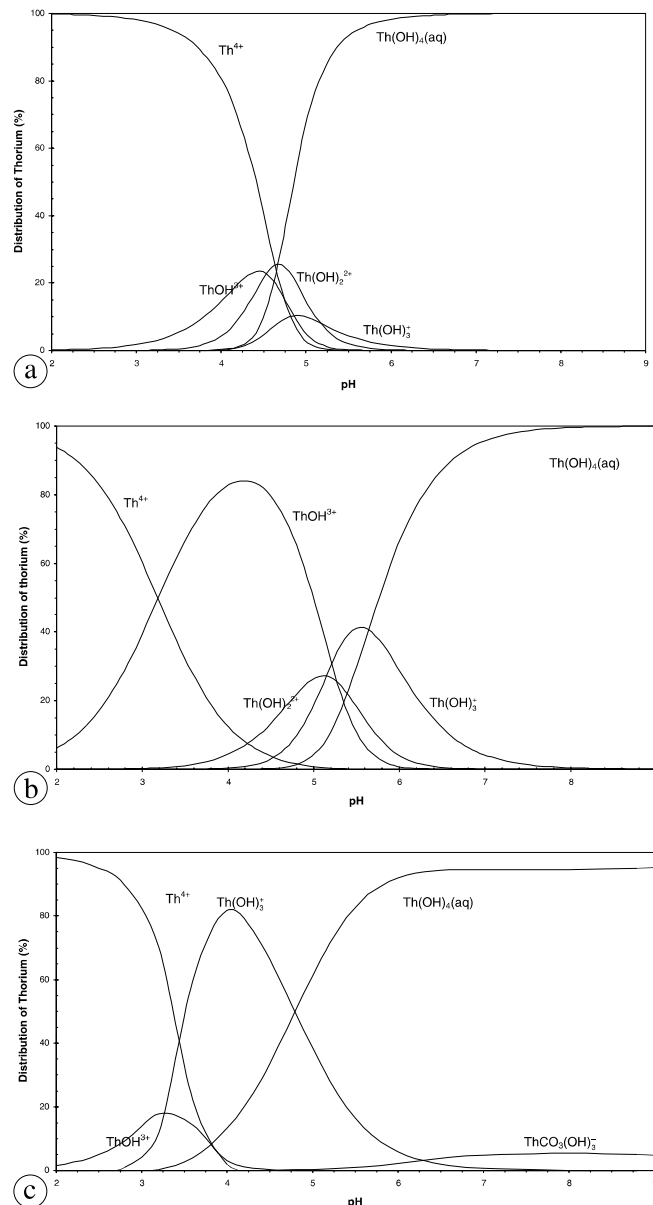 100
80
60
40
20
0
Distribution of Thorium (%)
Th⁴⁺
Th(OH)₄(aq)
ThOH³⁺
Th(OH)₂²⁺
Th(OH)₃⁺
2 3 4 5 6 7 8 9
pH
a
100
80
60
40
20
0
Distribution of thorium (%)
Th⁴⁺
ThOH³⁺
Th(OH)₄(aq)
Th(OH)₂²⁺
Th(OH)₃⁺
2 3 4 5 6 7 8
pH
b
100
80
60
40
20
0
Distribution of Thorium (%)
Th⁴⁺
Th(OH)₃⁺
Th(OH)₄(aq)
ThOH³⁺
ThCO₃(OH)₃⁻
2 3 4 5 6 7 8
pH
c